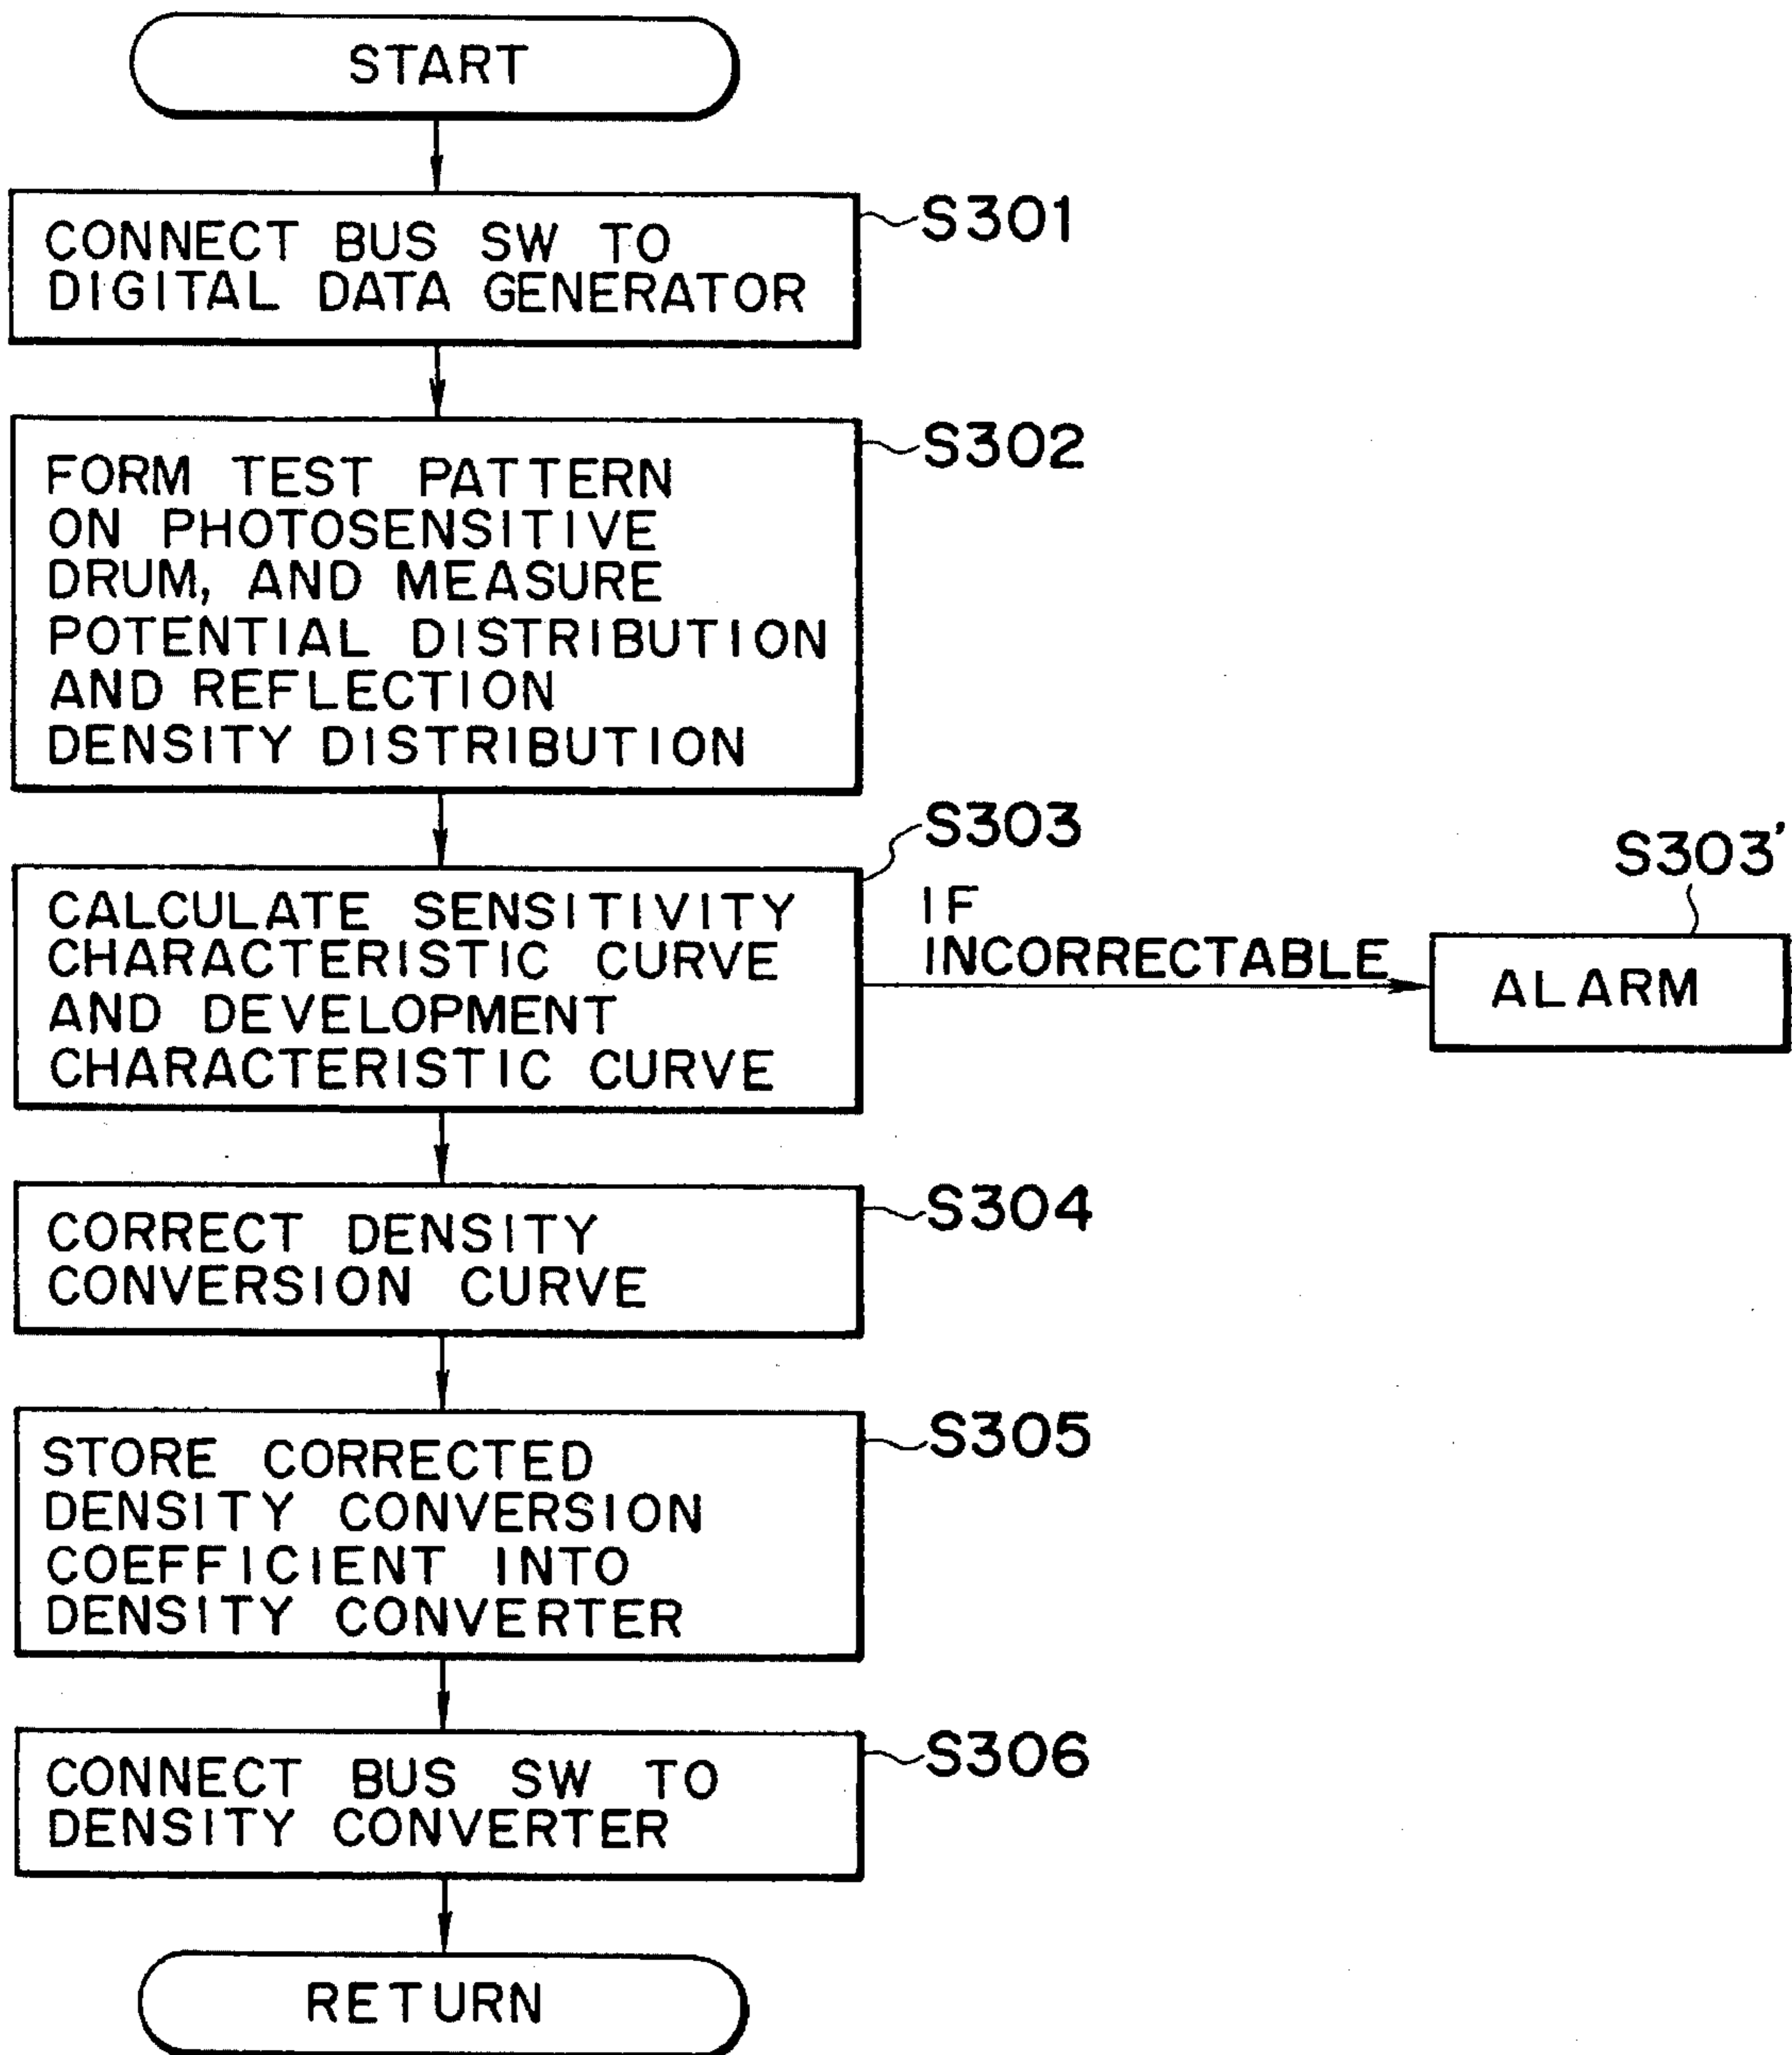 START
CONNECT BUS SW TO
DIGITAL DATA GENERATOR
S301
FORM TEST PATTERN
ON PHOTOSENSITIVE
DRUM, AND MEASURE
POTENTIAL DISTRIBUTION
AND REFLECTION
DENSITY DISTRIBUTION
S302
CALCULATE SENSITIVITY
CHARACTERISTIC CURVE
AND DEVELOPMENT
CHARACTERISTIC CURVE
S303
IF
INCORRECTABLE
S303'
ALARM
CORRECT DENSITY
CONVERSION CURVE
S304
STORE CORRECTED
DENSITY CONVERSION
COEFFICIENT INTO
DENSITY CONVERTER
S305
CONNECT BUS SW TO
DENSITY CONVERTER
S306
RETURN